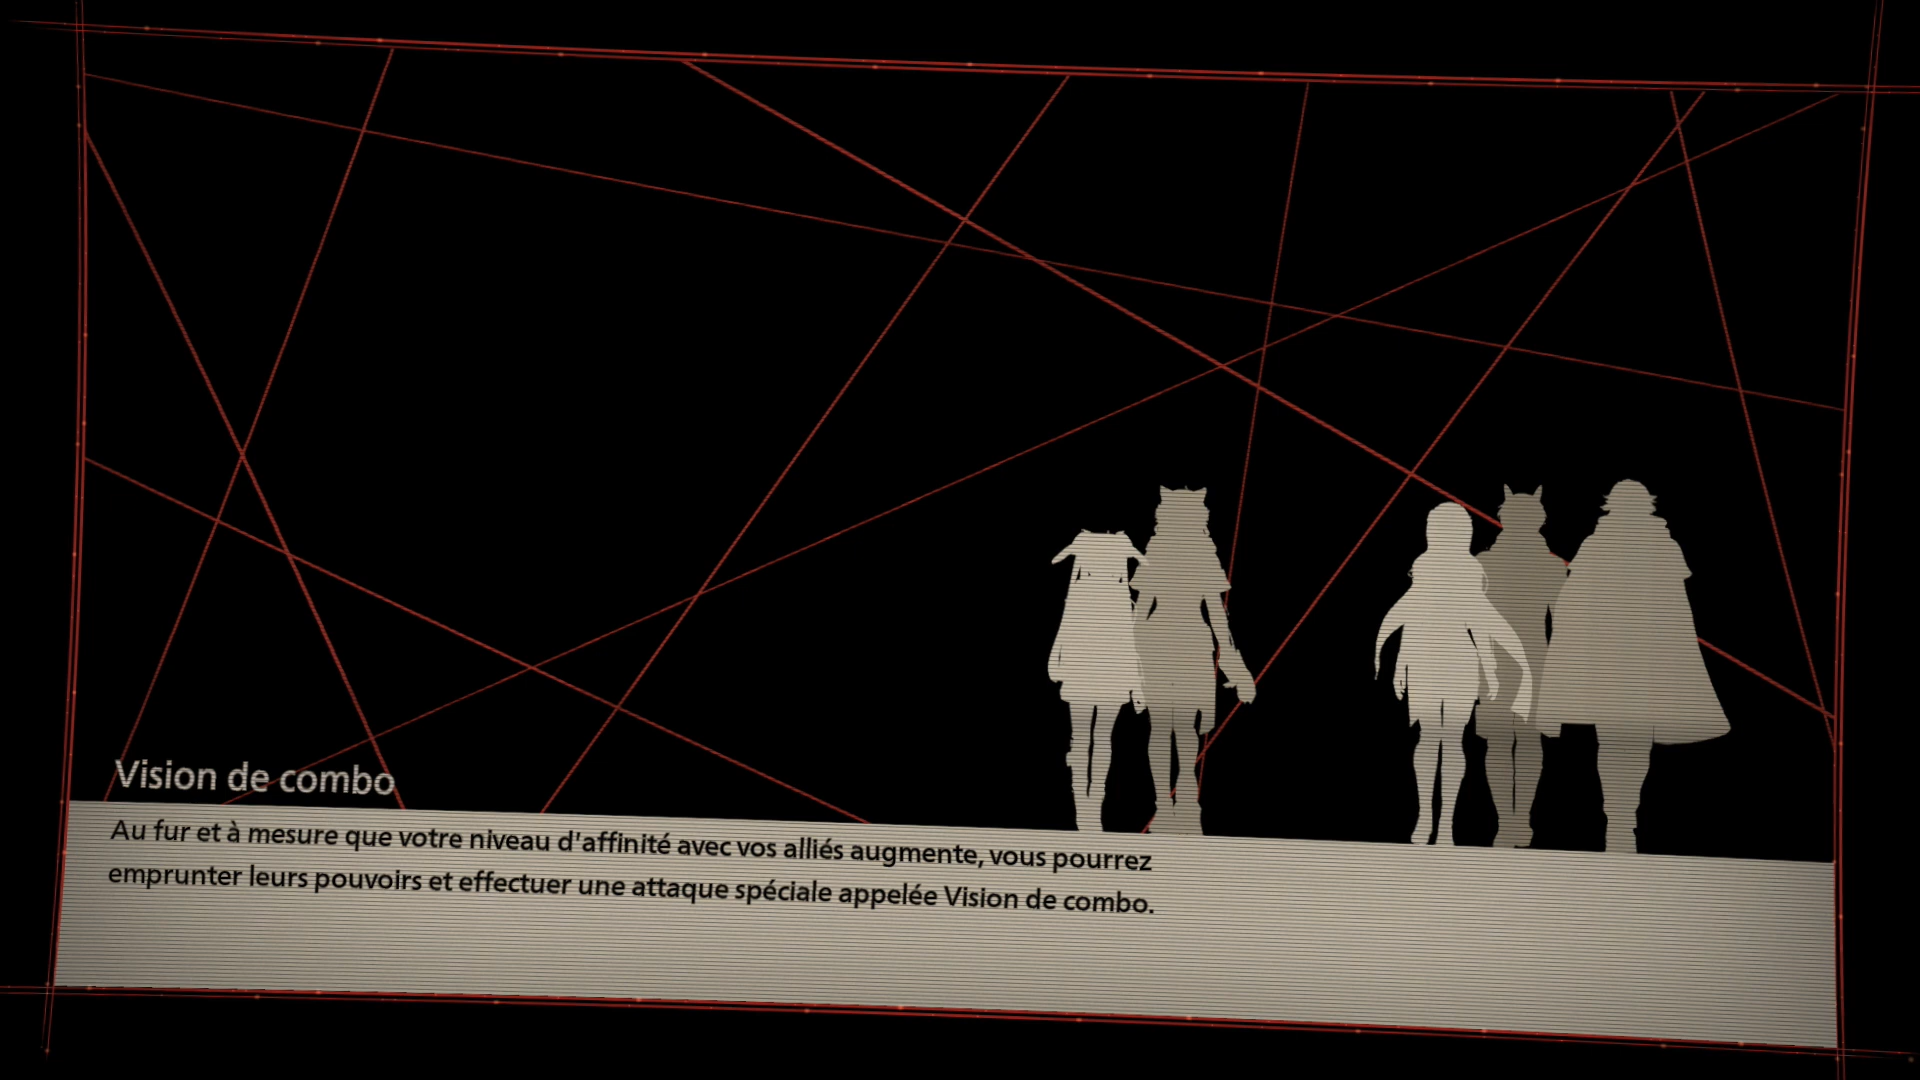 Vision de combo
Au fur et à mesure que votre niveau d'affinité avec vos alliés augmente, vous pourrez
emprunter leurs pouvoirs et effectuer une attaque spéciale appelée Vision de combo.